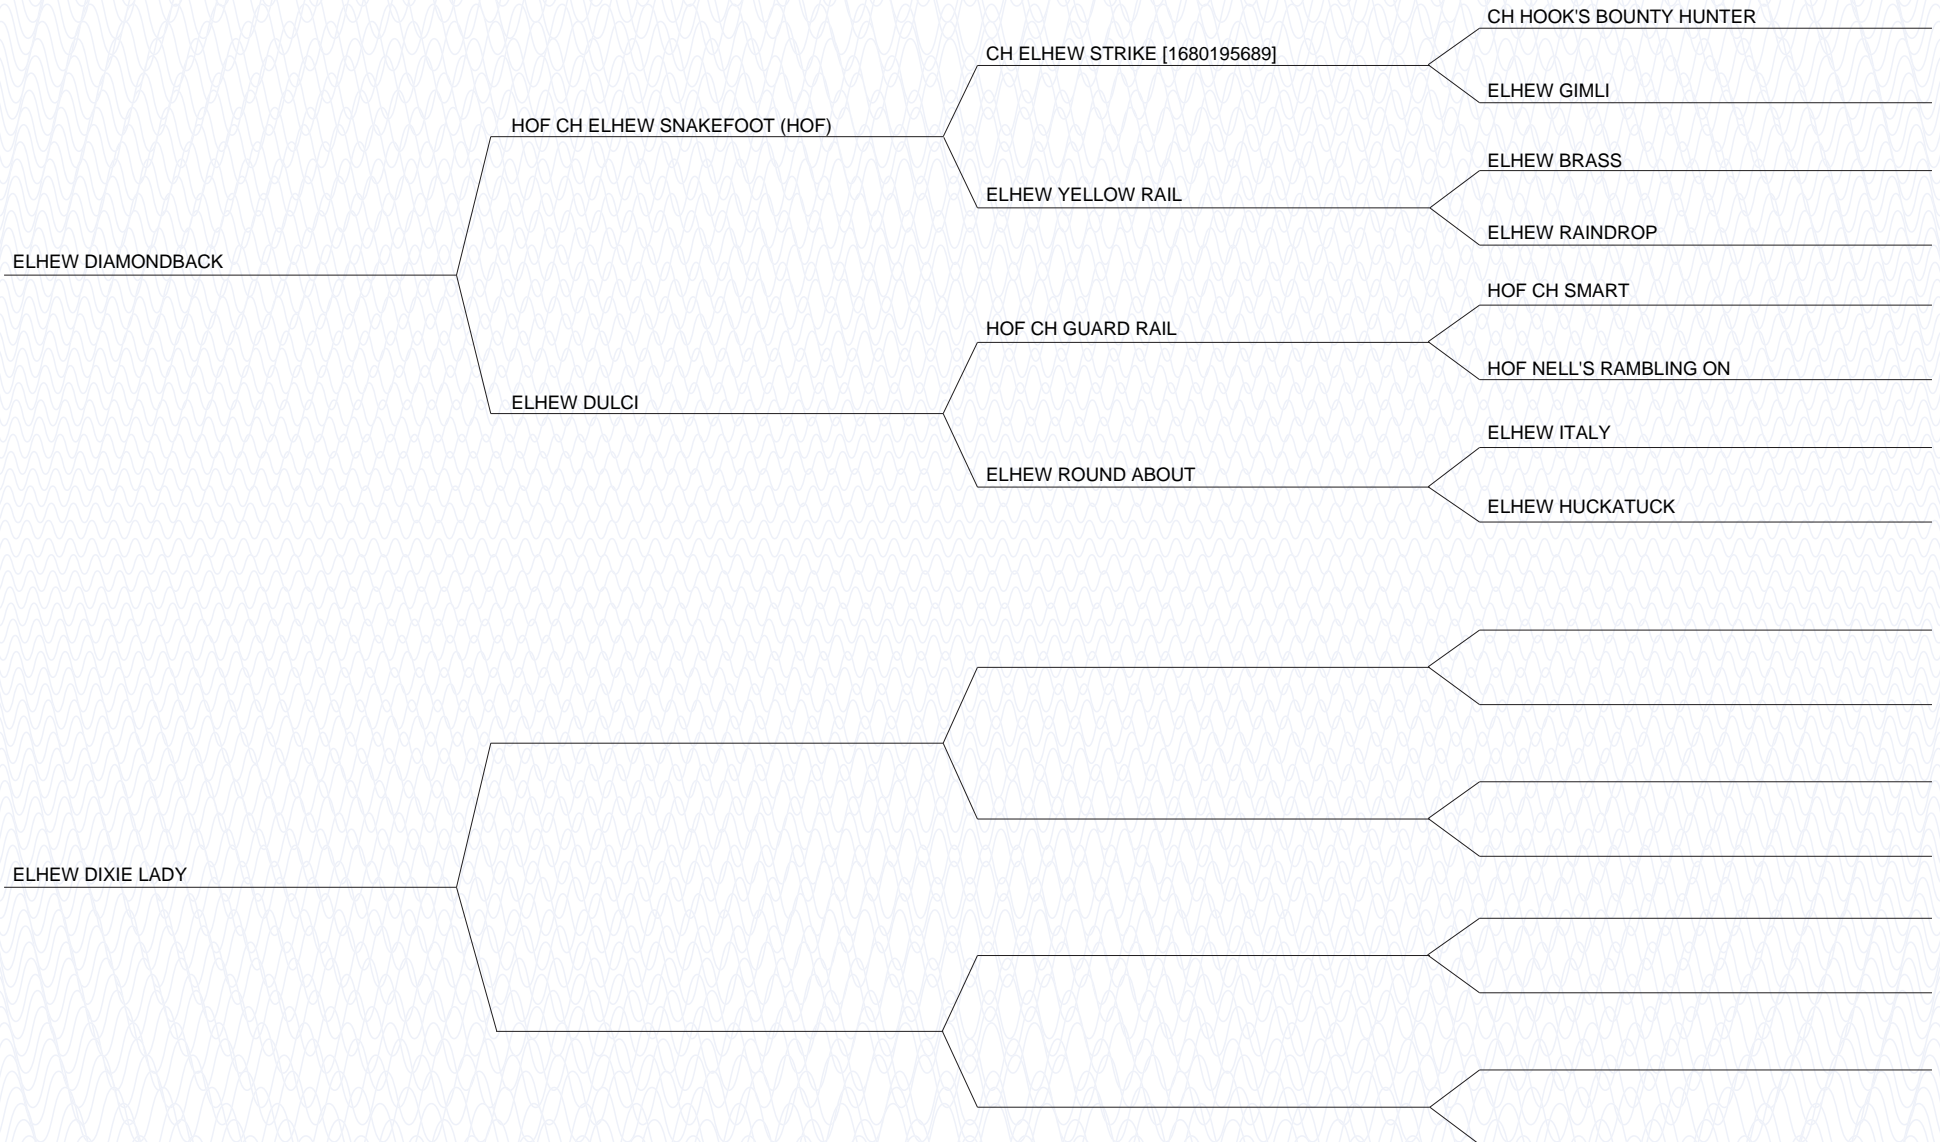 CH HOOK'S BOUNTY HUNTER
CH ELHEW STRIKE [1680195689]
ELHEW GIMLI
HOF CH ELHEW SNAKEFOOT (HOF)
ELHEW BRASS
ELHEW YELLOW RAIL
ELHEW RAINDROP
ELHEW DIAMONDBACK
HOF CH SMART
HOF CH GUARD RAIL
HOF NELL'S RAMBLING ON
ELHEW DULCI
ELHEW ITALY
ELHEW ROUND ABOUT
ELHEW HUCKATUCK
ELHEW DIXIE LADY